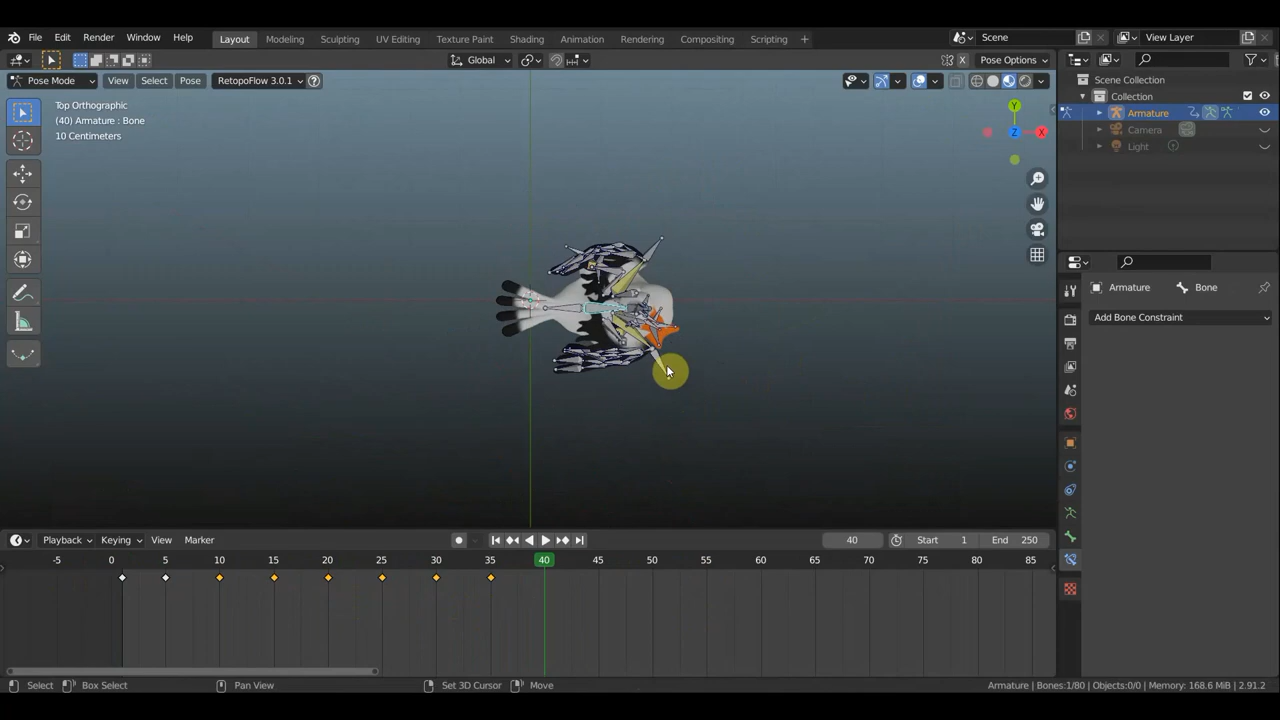 File Edit Render Window Help Layout Modeling Sculpting UV Editing Texture Paint Shading Animation Rendering Compositing Scripting + Scene View Layer
Global Pose Options
Pose Mode View Select Pose RetopoFlow 3.0.1 ?
X
Top Orthographic
(40) Armature : Bone
10 Centimeters
Y
Z
X
Scene Collection
Collection
Armature
Camera
Light
Armature Bone
Add Bone Constraint
Playback Keying View Marker 40 Start 1 End 250
-5 0 5 10 15 20 25 30 35 40 45 50 55 60 65 70 75 80 85
Select Box Select Pan View Set 3D Cursor Move Armature | Bones:1/80 | Objects:0/0 | Memory: 168.6 MiB | 2.91.2